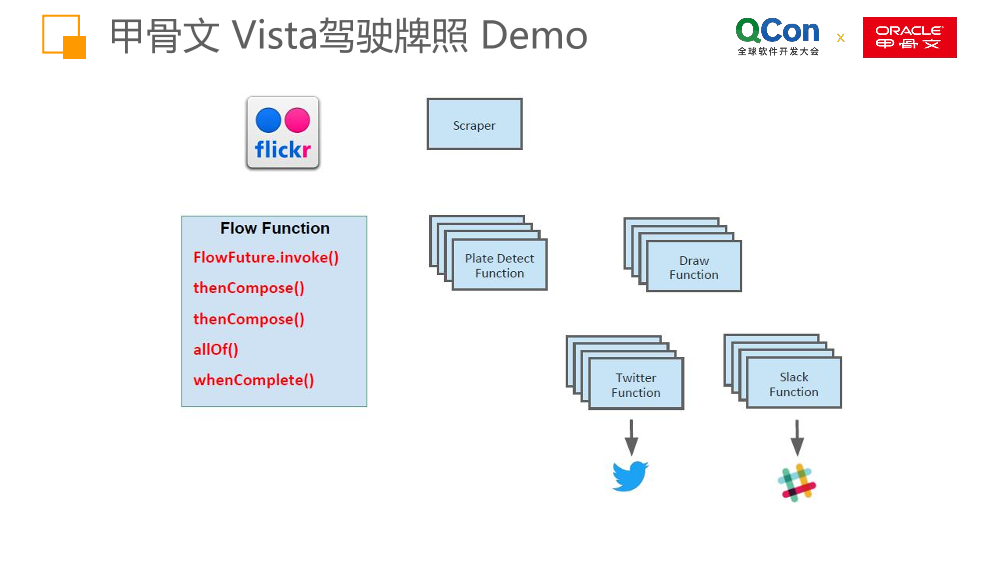 甲骨文 Vista驾驶牌照 Demo
QCon
全球软件开发大会
x
ORACLE
甲骨文
flickr
Scraper
Flow Function
FlowFuture.invoke()
thenCompose()
thenCompose()
allOf()
whenComplete()
Plate Detect
Function
Draw
Function
Twitter
Function
Slack
Function